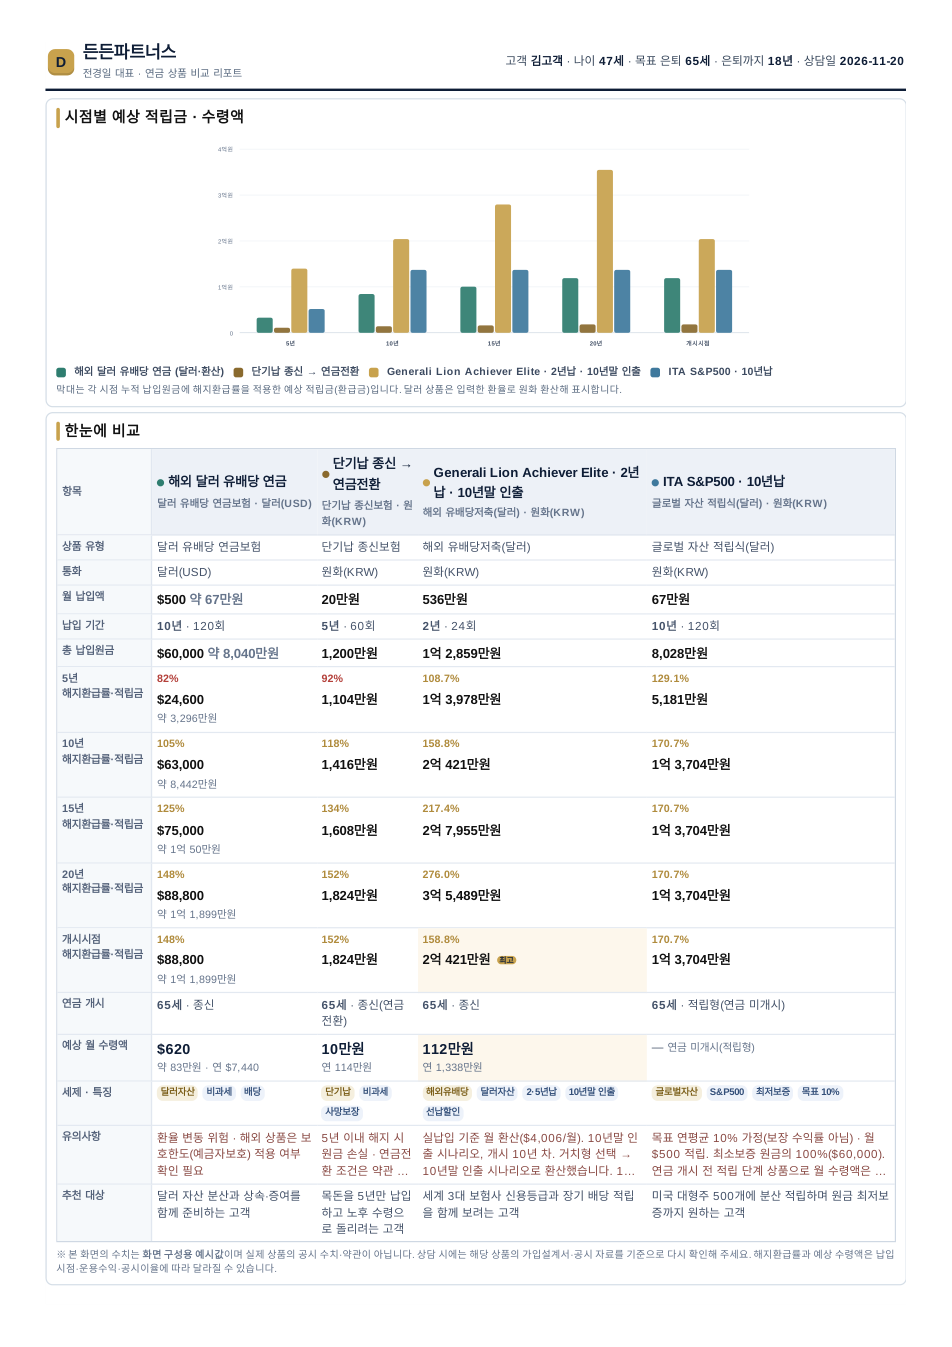 D
든든파트너스
전경일 대표 · 연금 상품 비교 리포트
고객 김고객 · 나이 47세 · 목표 은퇴 65세 · 은퇴까지 18년 · 상담일 2026-11-20
시점별 예상 적립금 · 수령액
4억원
3억원
2억원
1억원
0
5년 10년 15년 20년 개시시점
해외 달러 유배당 연금 (달러·환산) 단기납 종신 → 연금전환 Generali Lion Achiever Elite · 2년납 · 10년말 인출 ITA S&P500 · 10년납
막대는 각 시점 누적 납입원금에 해지환급률을 적용한 예상 적립금(환급금)입니다. 달러 상품은 입력한 환율로 원화 환산해 표시합니다.
한눈에 비교
항목
해외 달러 유배당 연금
달러 유배당 연금보험 · 달러(USD)
단기납 종신 →
연금전환
단기납 종신보험 · 원
화(KRW)
Generali Lion Achiever Elite · 2년
납 · 10년말 인출
해외 유배당저축(달러) · 원화(KRW)
ITA S&P500 · 10년납
글로벌 자산 적립식(달러) · 원화(KRW)
상품 유형 달러 유배당 연금보험 단기납 종신보험 해외 유배당저축(달러) 글로벌 자산 적립식(달러)
통화 달러(USD) 원화(KRW) 원화(KRW) 원화(KRW)
월 납입액 $500 약 67만원 20만원 536만원 67만원
납입 기간 10년 · 120회 5년 · 60회 2년 · 24회 10년 · 120회
총 납입원금 $60,000 약 8,040만원 1,200만원 1억 2,859만원 8,028만원
5년
해지환급률·적립금
82% 92% 108.7% 129.1%
$24,600 1,104만원 1억 3,978만원 5,181만원
약 3,296만원
10년
해지환급률·적립금
105% 118% 158.8% 170.7%
$63,000 1,416만원 2억 421만원 1억 3,704만원
약 8,442만원
15년
해지환급률·적립금
125% 134% 217.4% 170.7%
$75,000 1,608만원 2억 7,955만원 1억 3,704만원
약 1억 50만원
20년
해지환급률·적립금
148% 152% 276.0% 170.7%
$88,800 1,824만원 3억 5,489만원 1억 3,704만원
약 1억 1,899만원
개시시점
해지환급률·적립금
148% 152% 158.8% 170.7%
$88,800 1,824만원 2억 421만원 최고 1억 3,704만원
약 1억 1,899만원
연금 개시
65세 · 종신
65세 · 종신(연금
전환)
65세 · 종신
65세 · 적립형(연금 미개시)
예상 월 수령액
$620
약 83만원 · 연 $7,440
10만원
연 114만원
112만원
연 1,338만원
— 연금 미개시(적립형)
세제 · 특징
달러자산 비과세 배당
단기납 비과세
사망보장
해외유배당 달러자산 2·5년납 10년말 인출
선납할인
글로벌자산 S&P500 최저보증 목표 10%
유의사항
환율 변동 위험 · 해외 상품은 보
호한도(예금자보호) 적용 여부
확인 필요
5년 이내 해지 시
원금 손실 · 연금전
환 조건은 약관 ...
실납입 기준 월 환산($4,006/월). 10년말 인
출 시나리오, 개시 10년 차. 거치형 선택 →
10년말 인출 시나리오로 환산했습니다. 1...
목표 연평균 10% 가정(보장 수익률 아님) · 월
$500 적립. 최소보증 원금의 100%($60,000).
연금 개시 전 적립 단계 상품으로 월 수령액은 ...
추천 대상
달러 자산 분산과 상속·증여를
함께 준비하는 고객
목돈을 5년만 납입
하고 노후 수령으
로 돌리려는 고객
세계 3대 보험사 신용등급과 장기 배당 적립
을 함께 보려는 고객
미국 대형주 500개에 분산 적립하며 원금 최저보
증까지 원하는 고객
※ 본 화면의 수치는 화면 구성용 예시값이며 실제 상품의 공시 수치·약관이 아닙니다. 상담 시에는 해당 상품의 가입설계서·공시 자료를 기준으로 다시 확인해 주세요. 해지환급률과 예상 수령액은 납입
시점·운용수익·공시이율에 따라 달라질 수 있습니다.